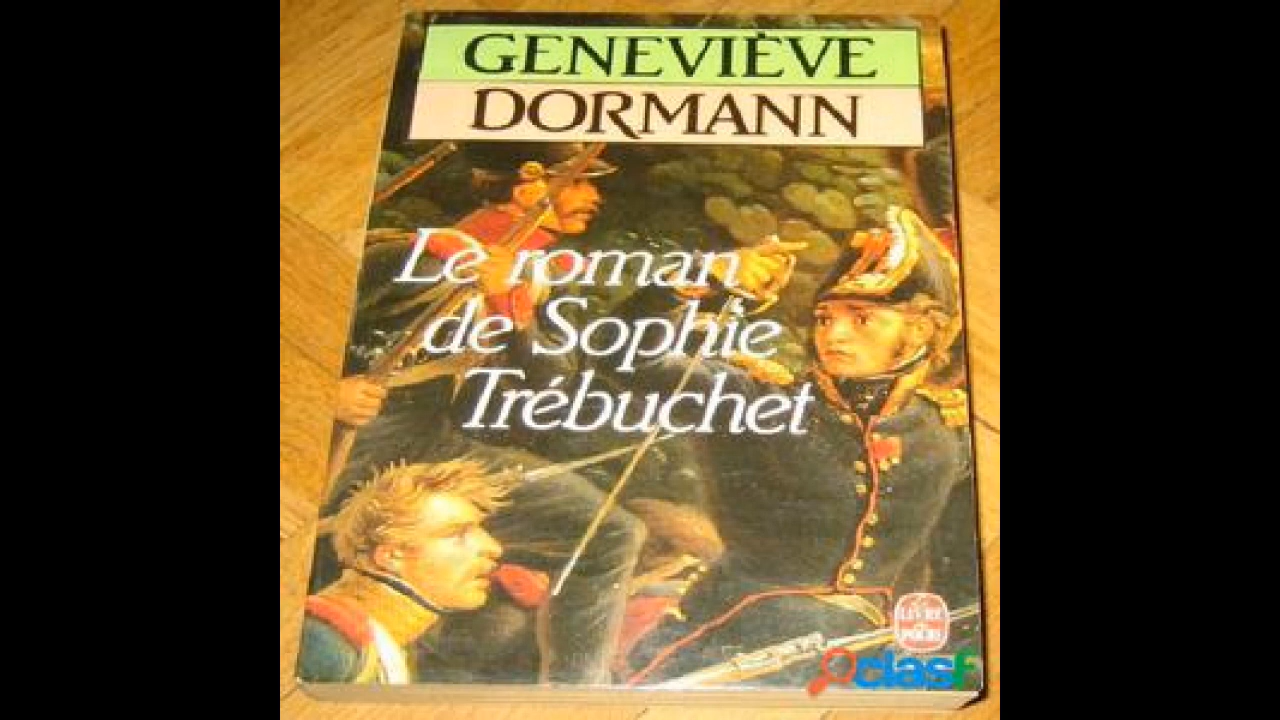 GENEVIÈVE
DORMANN
Le roman
de Sophie
Trébuchet
LE
LIVRE
DE
POCHE
clasf